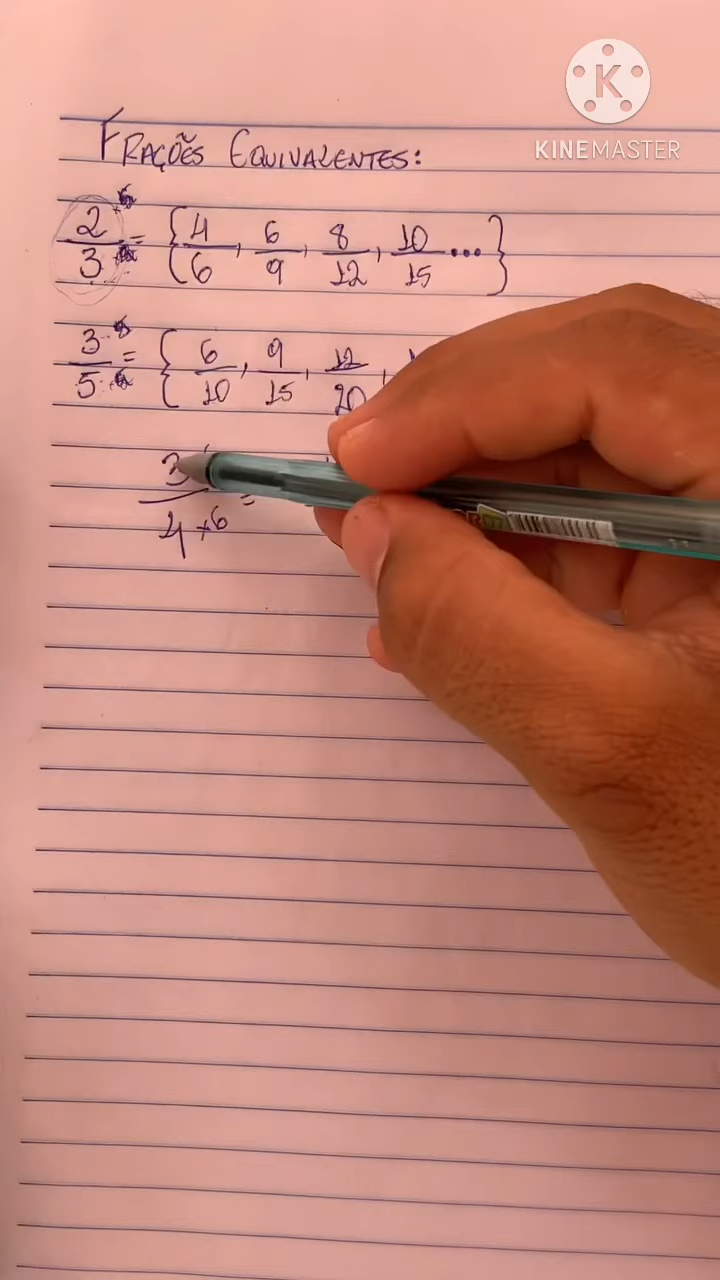 KINEMASTER
FRAÇÕES EQUIVALENTES:
2/3 = {4/6, 6/9, 8/12, 10/15 ...}
3/5 = { 6/10, 9/15, 12/20,
3/4 ×6 =